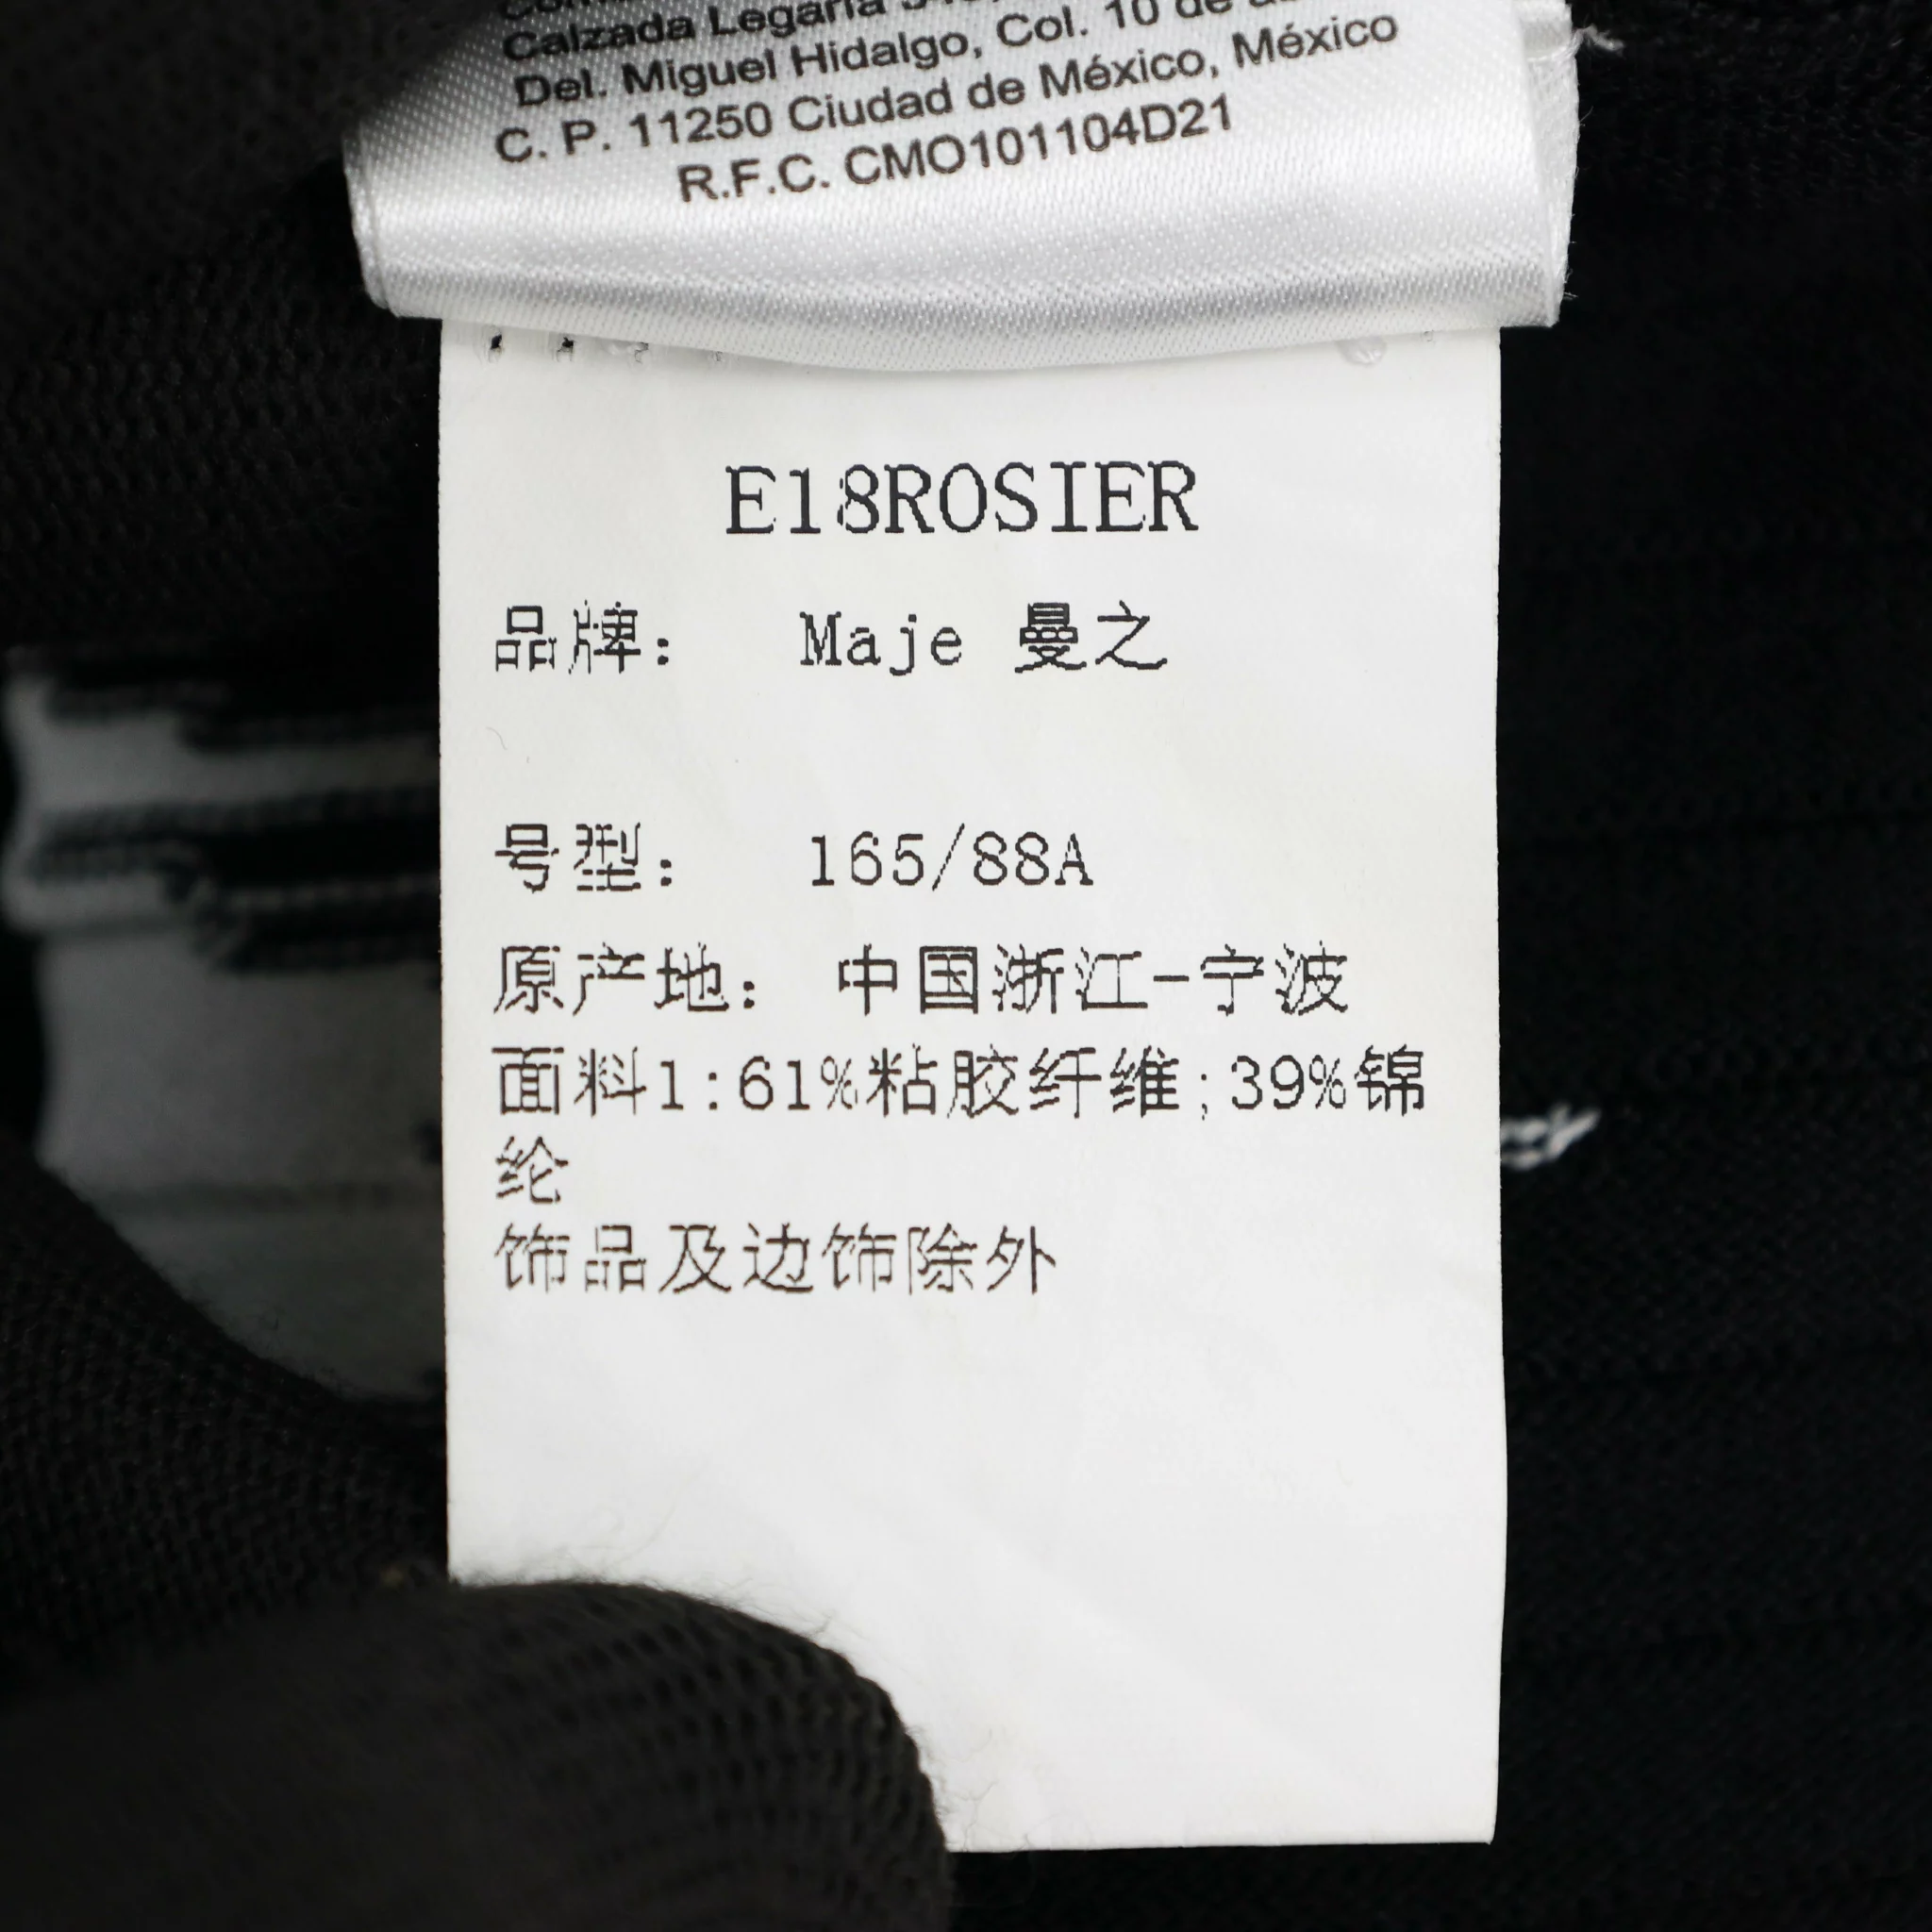 Calzada Legaria
Del. Miguel Hidalgo, Col. 10 de
C. P. 11250 Ciudad de México, México
R.F.C. CMO101104D21
E18ROSIER
品牌: Maje 曼之
号型: 165/88A
原产地: 中国浙江-宁波
面料1:61%粘胶纤维;39%锦
纶
饰品及边饰除外